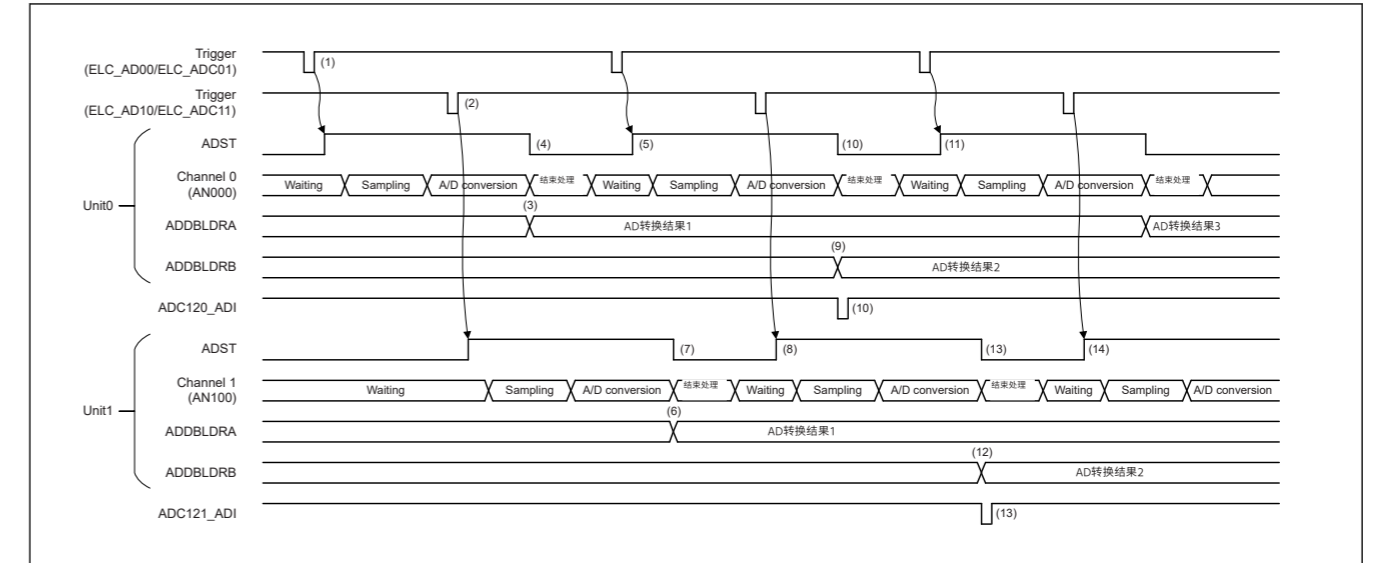 Trigger
(ELC_AD00/ELC_ADC01)
(1)
Trigger
(ELC_AD10/ELC_ADC11)
(2)
ADST
(4)
(5)
(10)
(11)
Channel 0
(AN000)
Waiting
Sampling
A/D conversion
结束处理
Waiting
Sampling
A/D conversion
结束处理
Waiting
Sampling
A/D conversion
结束处理
Unit0
(3)
ADDBLDRA
AD转换结果1
AD转换结果3
(9)
ADDBLDRB
AD转换结果2
ADC120_ADI
(10)
ADST
(7)
(8)
(13)
(14)
Channel 1
(AN100)
Waiting
Sampling
A/D conversion
结束处理
Waiting
Sampling
A/D conversion
结束处理
Waiting
Sampling
A/D conversion
Unit1
(6)
ADDBLDRA
AD转换结果1
(12)
ADDBLDRB
AD转换结果2
ADC121_ADI
(13)